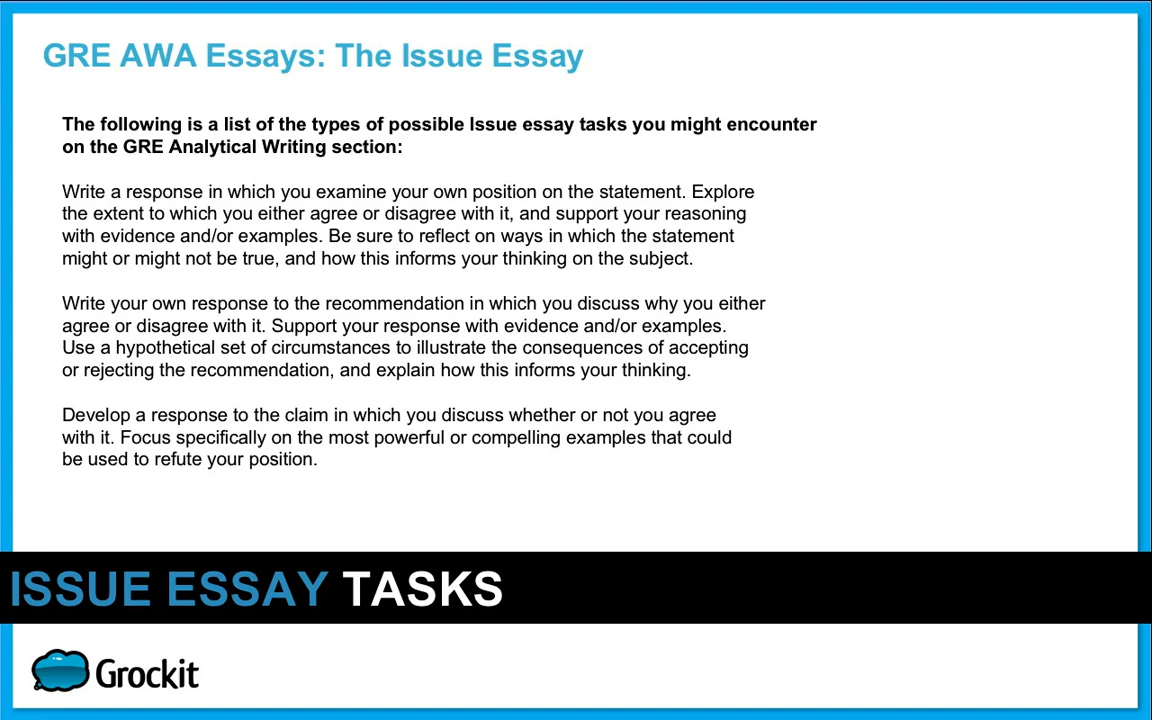 GRE AWA Essays: The Issue Essay
The following is a list of the types of possible Issue essay tasks you might encounter
on the GRE Analytical Writing section:
Write a response in which you examine your own position on the statement. Explore
the extent to which you either agree or disagree with it, and support your reasoning
with evidence and/or examples. Be sure to reflect on ways in which the statement
might or might not be true, and how this informs your thinking on the subject.
Write your own response to the recommendation in which you discuss why you either
agree or disagree with it. Support your response with evidence and/or examples.
Use a hypothetical set of circumstances to illustrate the consequences of accepting
or rejecting the recommendation, and explain how this informs your thinking.
Develop a response to the claim in which you discuss whether or not you agree
with it. Focus specifically on the most powerful or compelling examples that could
be used to refute your position.
ISSUE ESSAY TASKS
Grockit